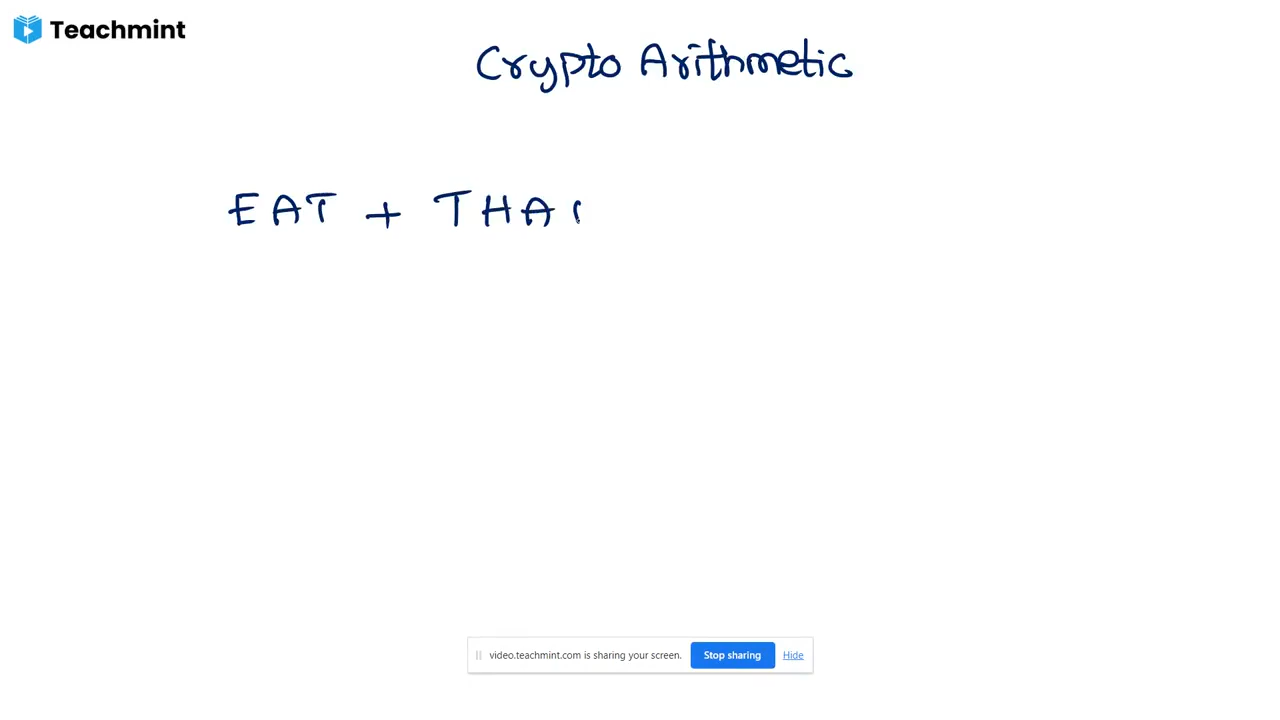 Teachmint
Crypto Arithmetic
EAT + THA
video.teachmint.com is sharing your screen. Stop sharing Hide